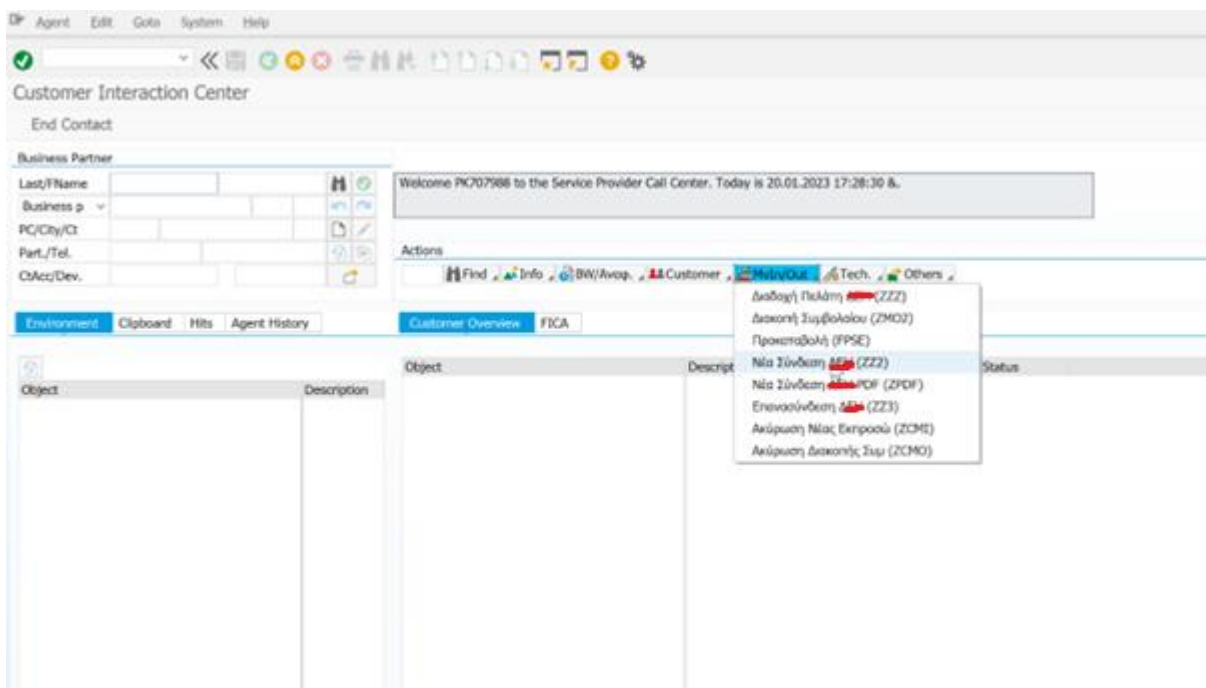 Agent Edit Goto System Help
Customer Interaction Center
End Contact
Business Partner
Last/FName
Welcome PK707988 to the Service Provider Call Center. Today is 20.01.2023 17:28:30 &.
Business p
PC/City/Ct
Part./Tel.
Actions
CtAcc/Dev.
Find Info BW/Αναφ. Customer MvIn/Out Tech. Others
Διαδοχή Πελάτη (ZZZ)
Διακοπή Συμβολαίου (ZMO2)
Προκαταβολή (FPSE)
Νέα Σύνδεση (ZZ2)
Νέα Σύνδεση PDF (ZPDF)
Επανασύνδεση (ZZ3)
Ακύρωση Νέας Εκπροσώ (ZCMI)
Ακύρωση Διακοπής Συμ (ZCMO)
Environment Clipboard Hits Agent History
Customer Overview FICA
Object Descript Status
Object Description